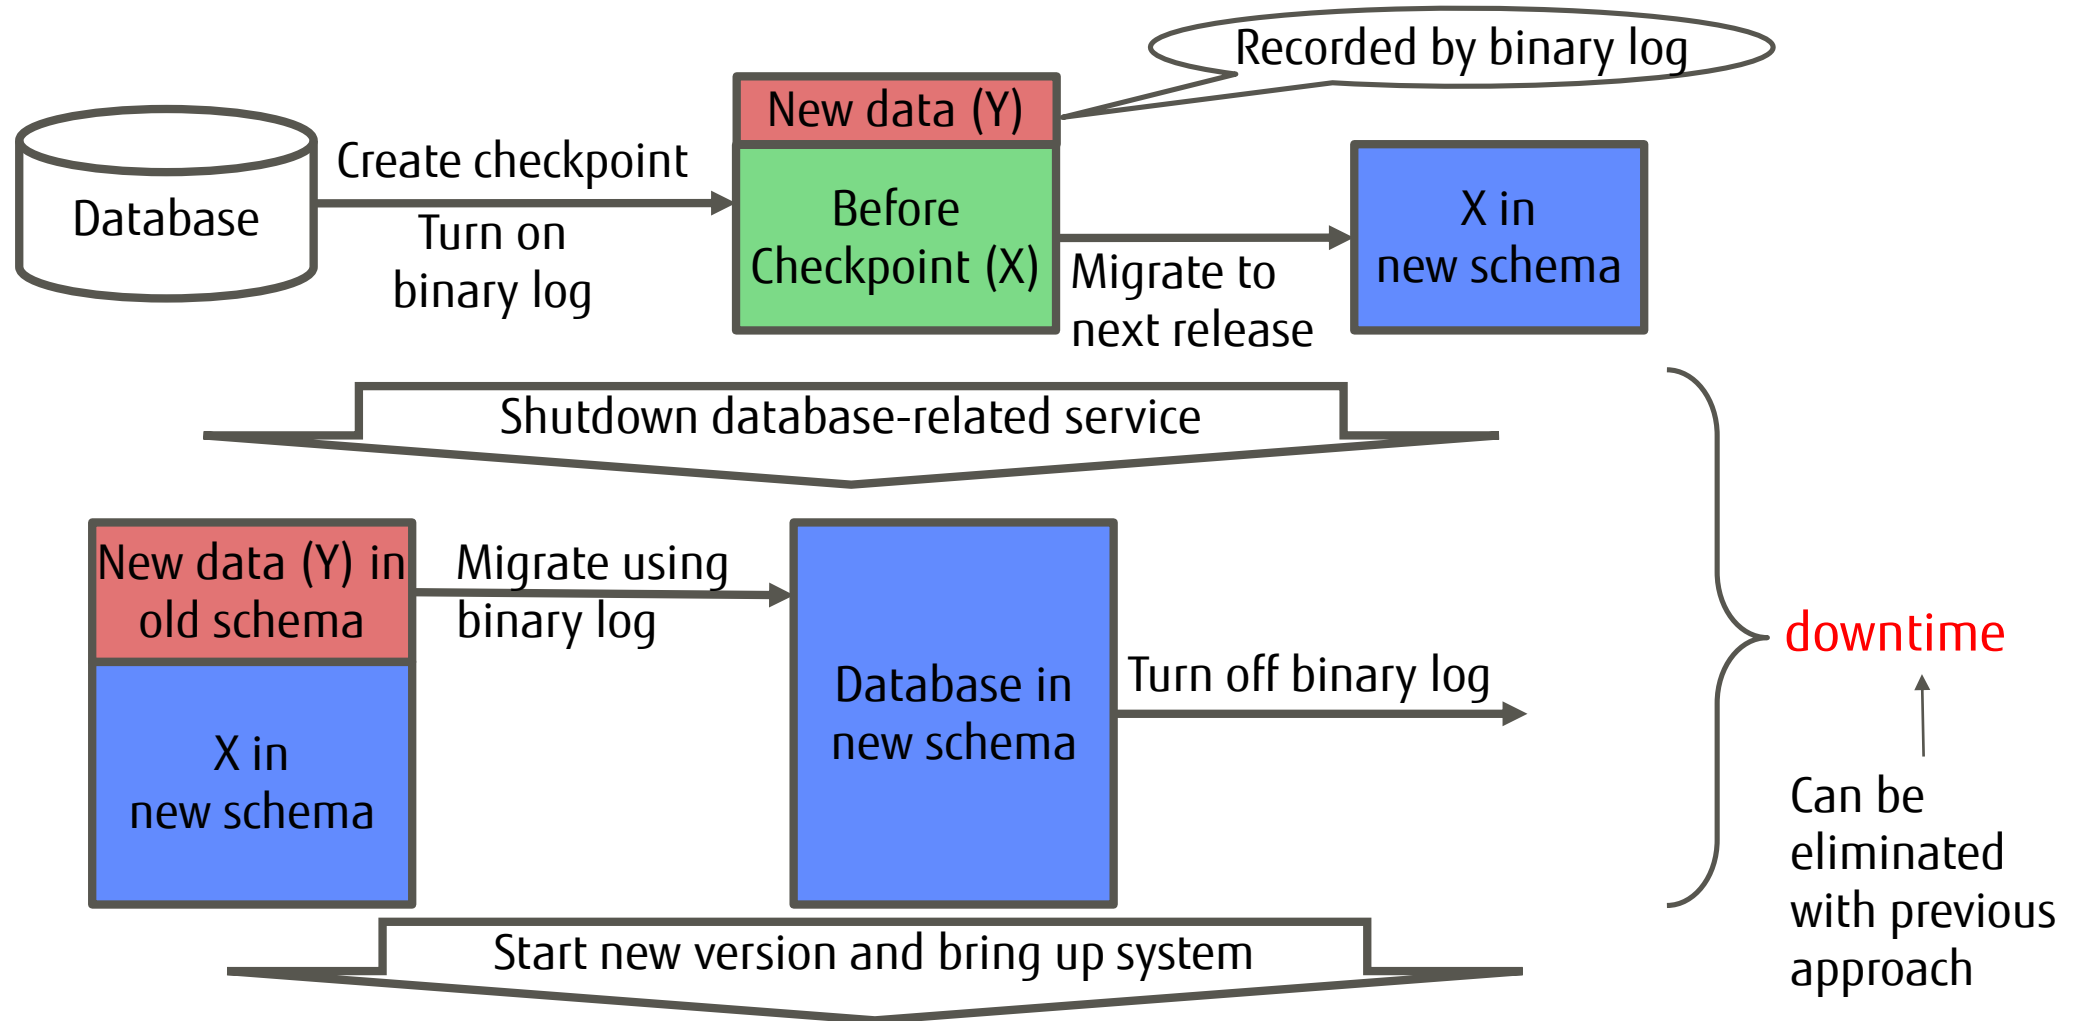 Recorded by binary log
New data (Y)
Create checkpoint
Database
Turn on
binary log
Before
Checkpoint (X)
Migrate to
next release
X in
new schema
Shutdown database-related service
New data (Y) in
old schema
Migrate using
binary log
X in
new schema
Database in
new schema
Turn off binary log
downtime
Can be
eliminated
with previous
approach
Start new version and bring up system